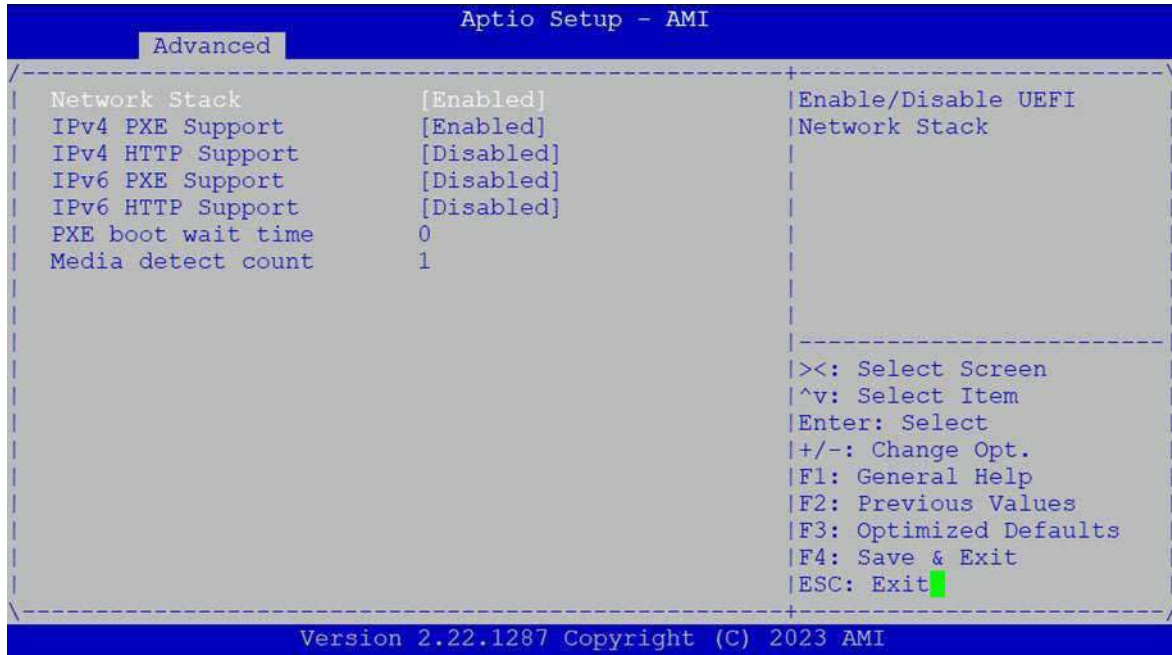 Aptio Setup - AMI
Advanced
Network Stack [Enabled]
IPv4 PXE Support [Enabled]
IPv4 HTTP Support [Disabled]
IPv6 PXE Support [Disabled]
IPv6 HTTP Support [Disabled]
PXE boot wait time 0
Media detect count 1
Enable/Disable UEFI
Network Stack
><: Select Screen
^v: Select Item
Enter: Select
+/-: Change Opt.
F1: General Help
F2: Previous Values
F3: Optimized Defaults
F4: Save & Exit
ESC: Exit
Version 2.22.1287 Copyright (C) 2023 AMI